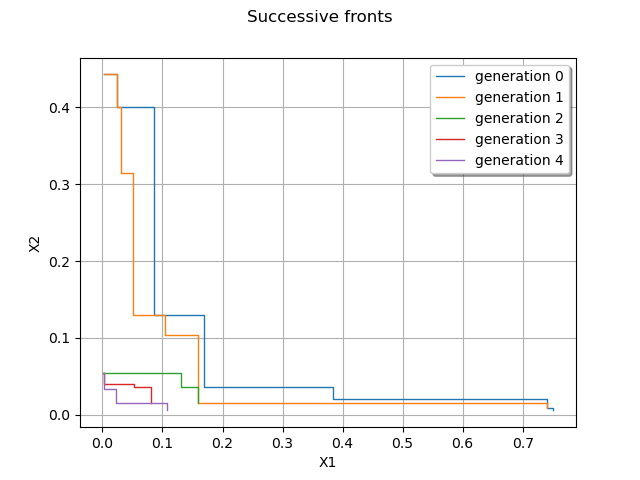 Successive fronts
generation 0
generation 1
generation 2
generation 3
generation 4
X2
0.4
0.3
0.2
0.1
0.0
0.0 0.1 0.2 0.3 0.4 0.5 0.6 0.7
X1